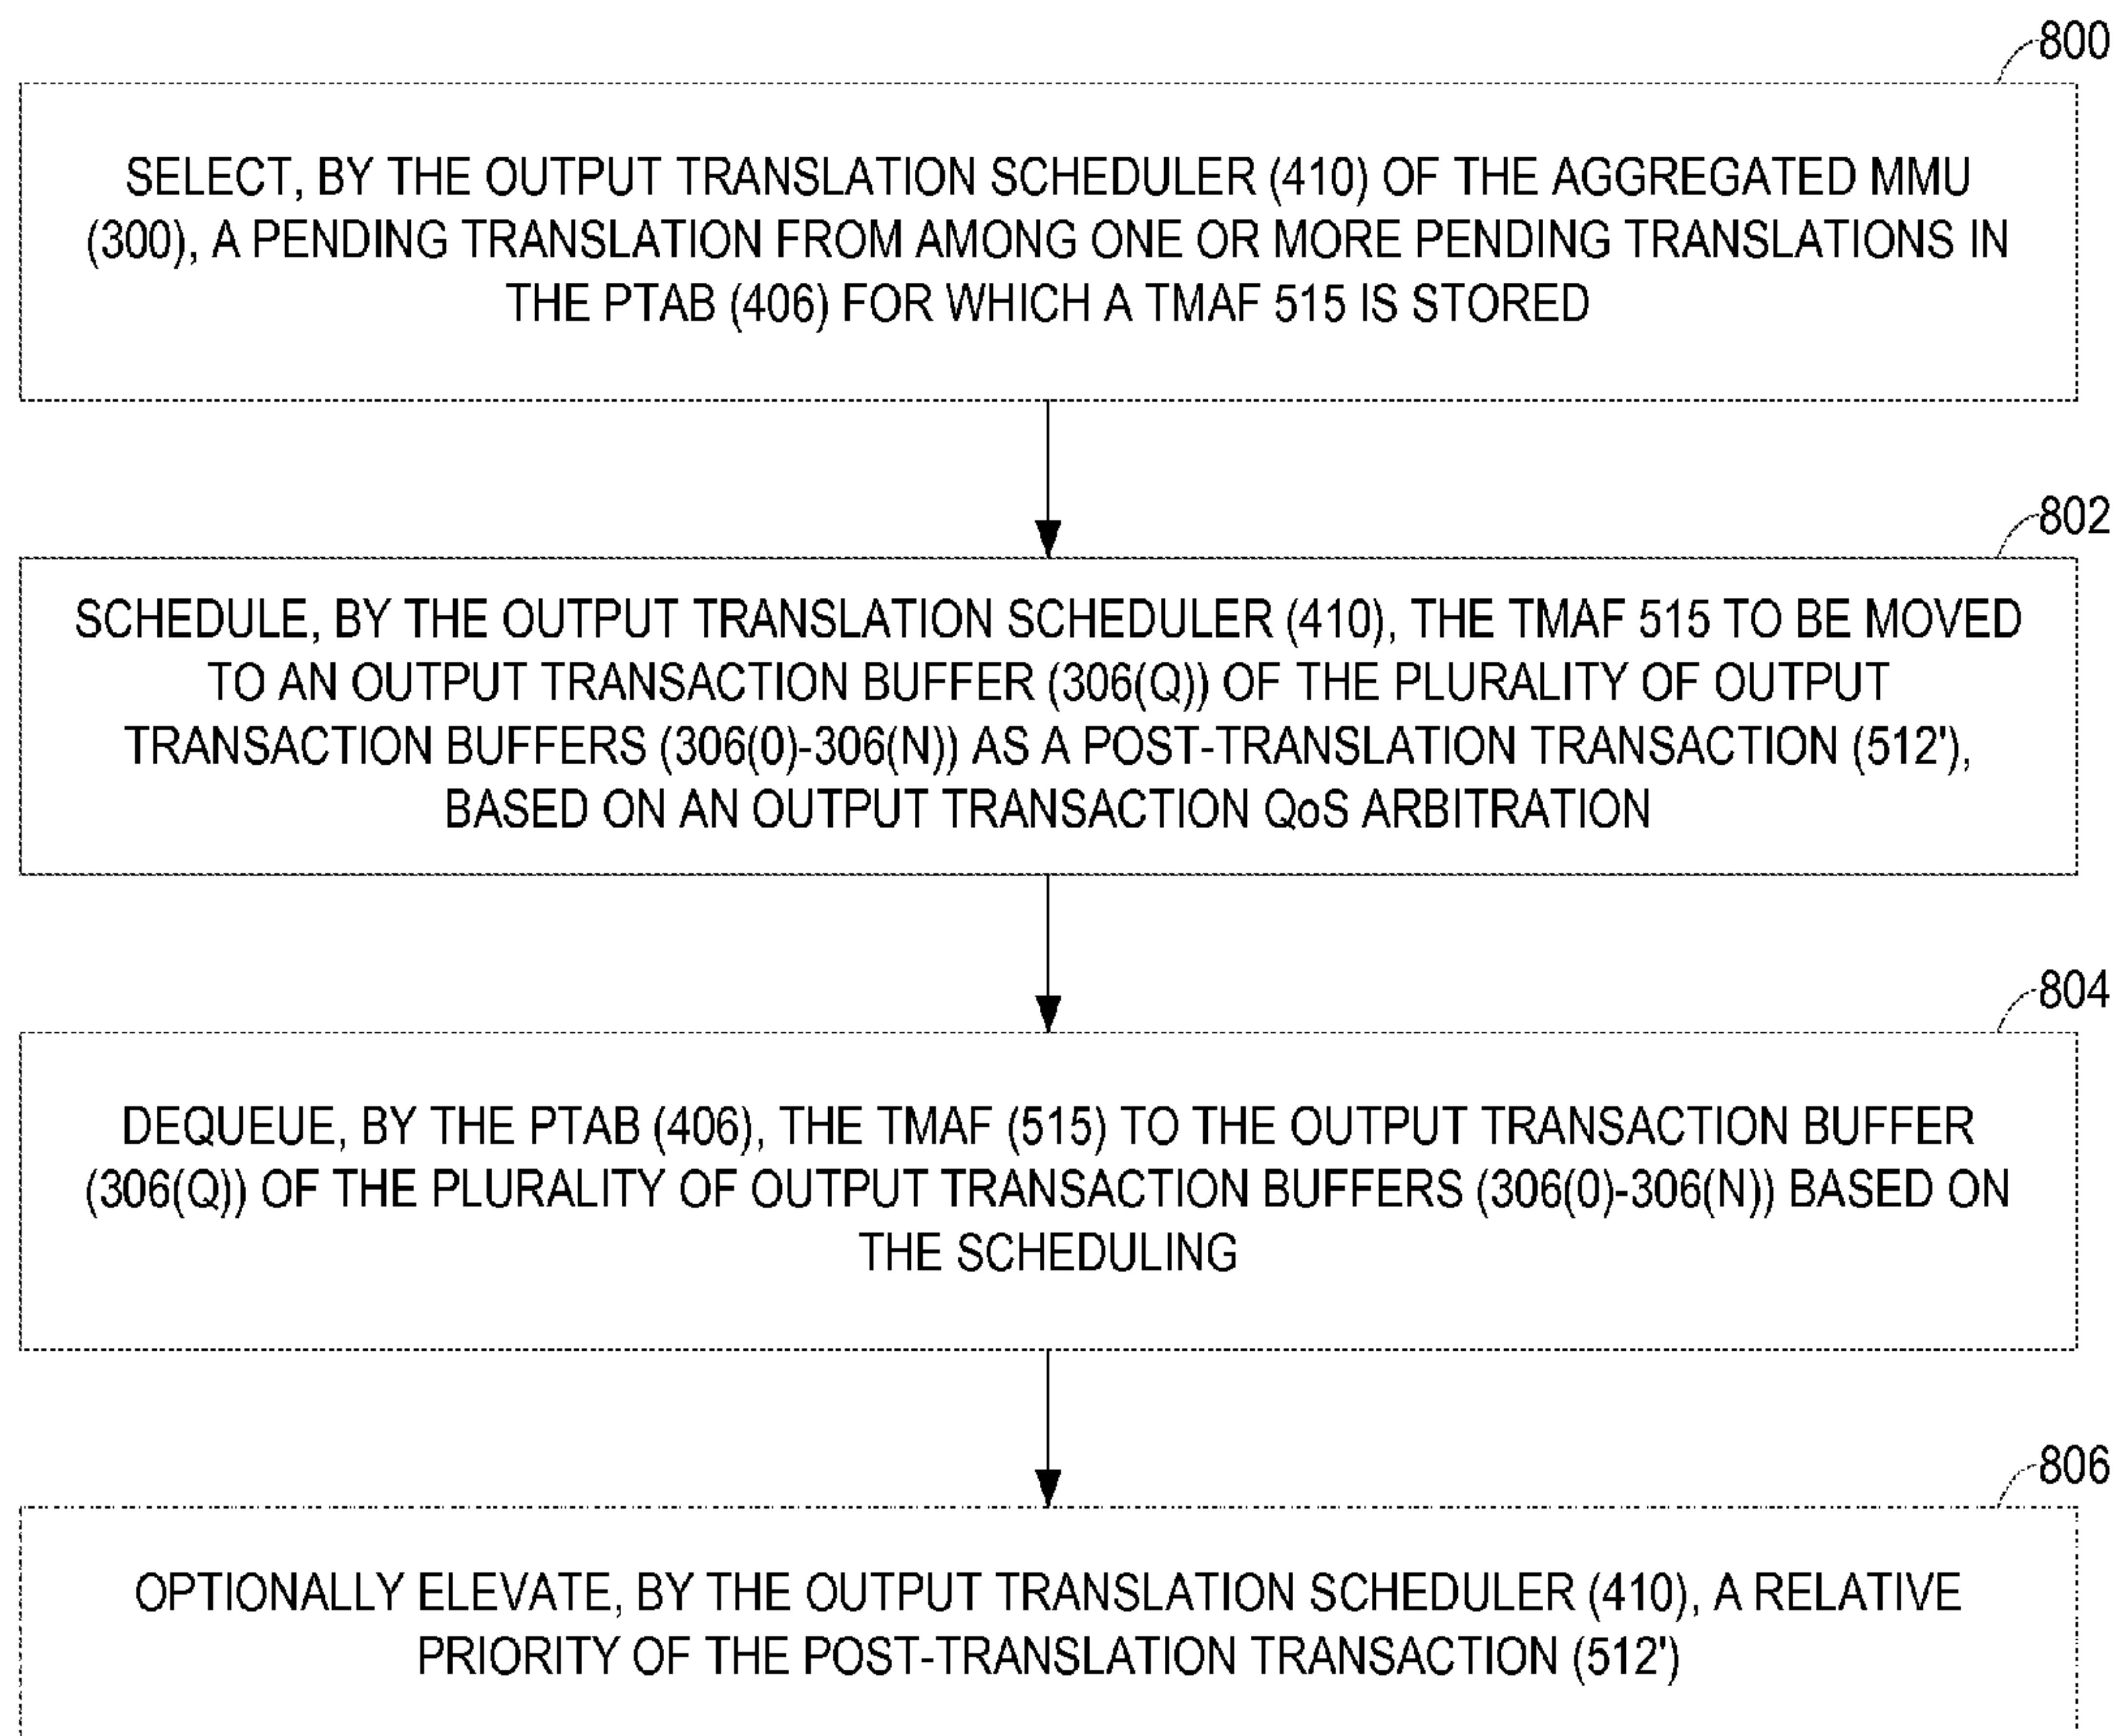 800
SELECT, BY THE OUTPUT TRANSLATION SCHEDULER (410) OF THE AGGREGATED MMU
(300), A PENDING TRANSLATION FROM AMONG ONE OR MORE PENDING TRANSLATIONS IN
THE PTAB (406) FOR WHICH A TMAF 515 IS STORED
802
SCHEDULE, BY THE OUTPUT TRANSLATION SCHEDULER (410), THE TMAF 515 TO BE MOVED
TO AN OUTPUT TRANSACTION BUFFER (306(Q)) OF THE PLURALITY OF OUTPUT
TRANSACTION BUFFERS (306(0)-306(N)) AS A POST-TRANSLATION TRANSACTION (512'),
BASED ON AN OUTPUT TRANSACTION QoS ARBITRATION
804
DEQUEUE, BY THE PTAB (406), THE TMAF (515) TO THE OUTPUT TRANSACTION BUFFER
(306(Q)) OF THE PLURALITY OF OUTPUT TRANSACTION BUFFERS (306(0)-306(N)) BASED ON
THE SCHEDULING
806
OPTIONALLY ELEVATE, BY THE OUTPUT TRANSLATION SCHEDULER (410), A RELATIVE
PRIORITY OF THE POST-TRANSLATION TRANSACTION (512')